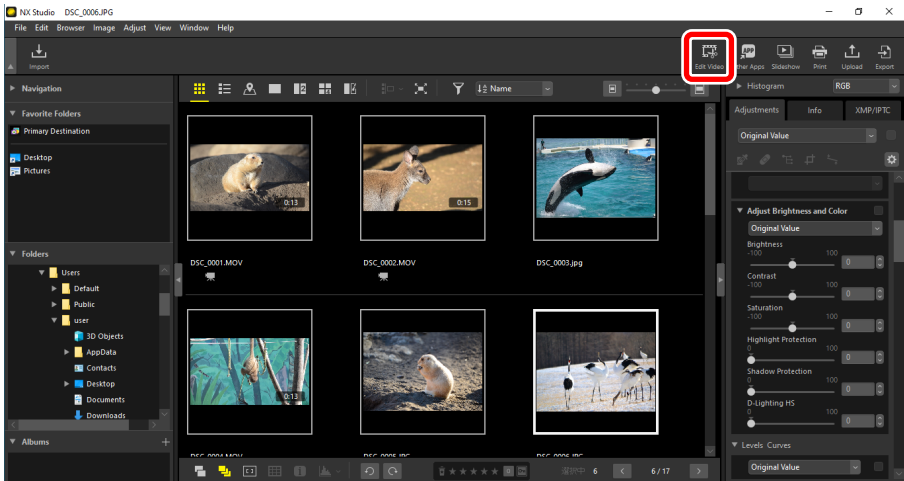 NX Studio DSC_0006.JPG
File Edit Browser Image Adjust View Window Help
Import
Edit Video
Other Apps
Slideshow
Print
Upload
Export
Navigation
Favorite Folders
Primary Destination
Desktop
Pictures
Folders
Users
Default
Public
user
3D Objects
AppData
Contacts
Desktop
Documents
Downloads
Albums
Name
0:13
0:15
DSC_0001.MOV
DSC_0002.MOV
DSC_0003.jpg
0:13
6
6/17
Histogram
RGB
Adjustments
Info
XMP/IPTC
Original Value
Adjust Brightness and Color
Original Value
Brightness
-100 100
0
Contrast
-100 100
0
Saturation
-100 100
0
Highlight Protection
0 100
0
Shadow Protection
0 100
0
D-Lighting HS
0 100
0
Levels Curves
Original Value